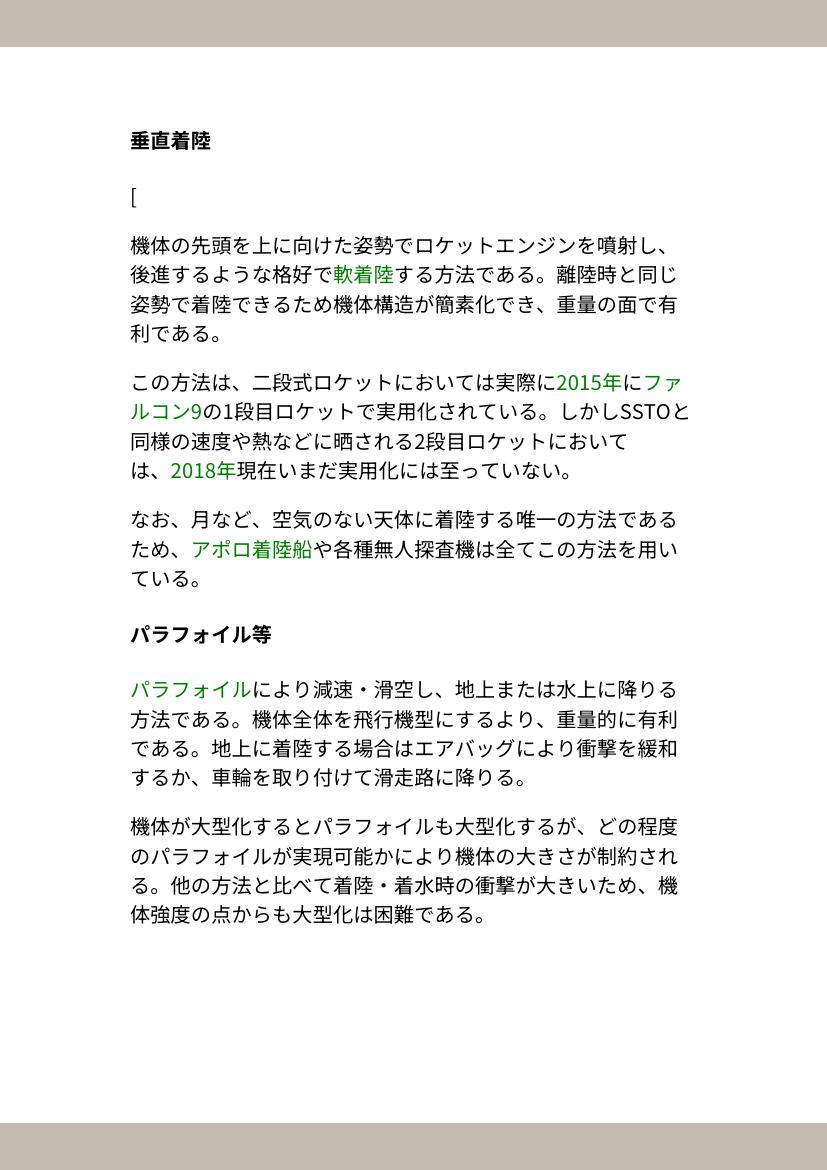 垂直着陸
[
機体の先頭を上に向けた姿勢でロケットエンジンを噴射し、
後進するような格好で軟着陸する方法である。離陸時と同じ
姿勢で着陸できるため機体構造が簡素化でき、重量の面で有
利である。
この方法は、二段式ロケットにおいては実際に2015年にファ
ルコン9の1段目ロケットで実用化されている。しかしSSTOと
同様の速度や熱などに晒される2段目ロケットにおいて
は、2018年現在いまだ実用化には至っていない。
なお、月など、空気のない天体に着陸する唯一の方法である
ため、アポロ着陸船や各種無人探査機は全てこの方法を用い
ている。
パラフォイル等
パラフォイルにより減速・滑空し、地上または水上に降りる
方法である。機体全体を飛行機型にするより、重量的に有利
である。地上に着陸する場合はエアバッグにより衝撃を緩和
するか、車輪を取り付けて滑走路に降りる。
機体が大型化するとパラフォイルも大型化するが、どの程度
のパラフォイルが実現可能かにより機体の大きさが制約され
る。他の方法と比べて着陸・着水時の衝撃が大きいため、機
体強度の点からも大型化は困難である。